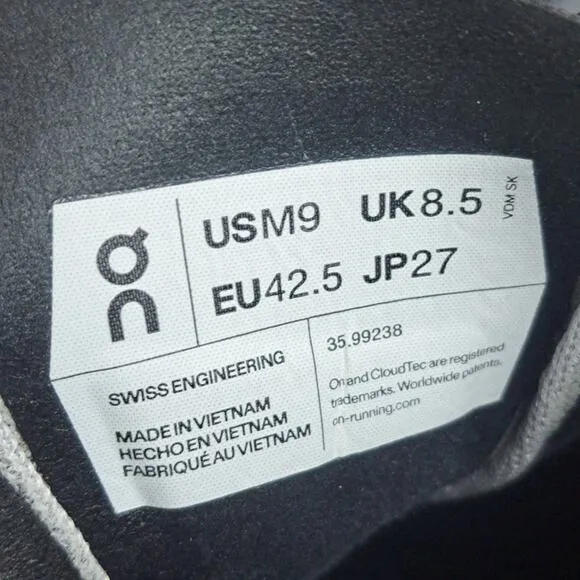 ON
USM9 UK8.5
EU42.5 JP27
VDM SK
SWISS ENGINEERING
MADE IN VIETNAM
HECHO EN VIETNAM
FABRIQUÉ AU VIETNAM
35.99238
On and CloudTec are registered
trademarks. Worldwide patents.
on-running.com